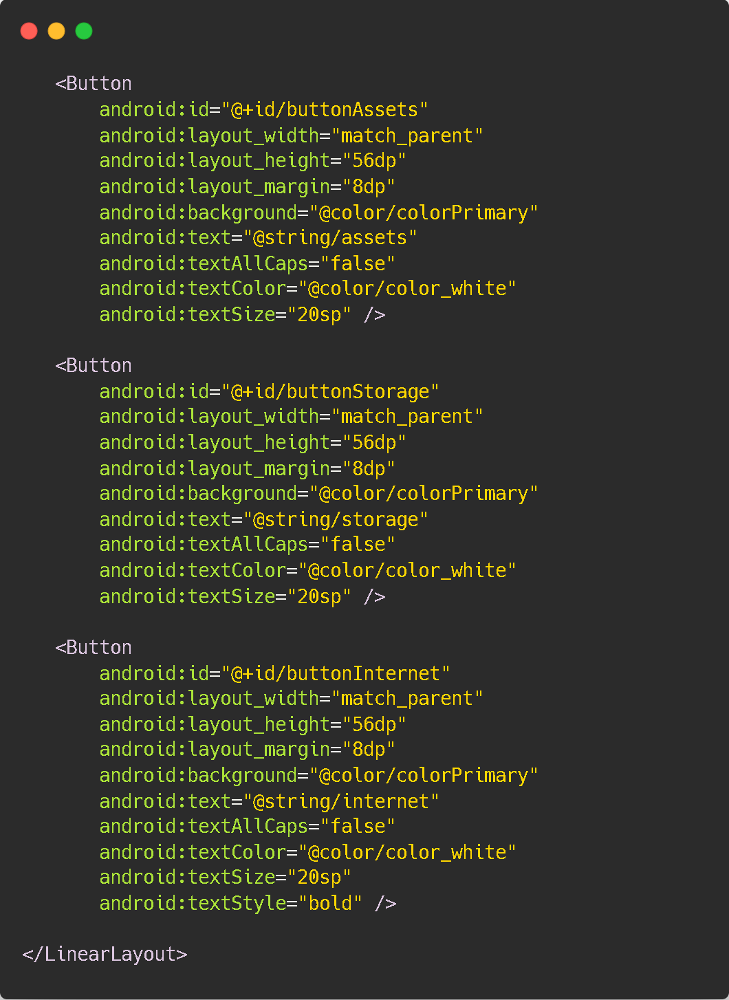 <Button
android:id="@+id/buttonAssets"
android:layout_width="match_parent"
android:layout_height="56dp"
android:layout_margin="8dp"
android:background="@color/colorPrimary"
android:text="@string/assets"
android:textAllCaps="false"
android:textColor="@color/color_white"
android:textSize="20sp" />
<Button
android:id="@+id/buttonStorage"
android:layout_width="match_parent"
android:layout_height="56dp"
android:layout_margin="8dp"
android:background="@color/colorPrimary"
android:text="@string/storage"
android:textAllCaps="false"
android:textColor="@color/color_white"
android:textSize="20sp" />
<Button
android:id="@+id/buttonInternet"
android:layout_width="match_parent"
android:layout_height="56dp"
android:layout_margin="8dp"
android:background="@color/colorPrimary"
android:text="@string/internet"
android:textAllCaps="false"
android:textColor="@color/color_white"
android:textSize="20sp"
android:textStyle="bold" />
</LinearLayout>